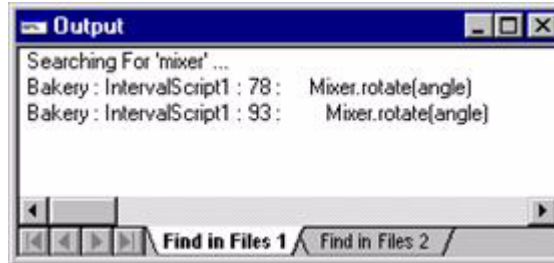 Output
Searching For 'mixer' ...
Bakery : IntervalScript1 : 78 : Mixer.rotate(angle)
Bakery : IntervalScript1 : 93 : Mixer.rotate(angle)
Find in Files 1 Find in Files 2